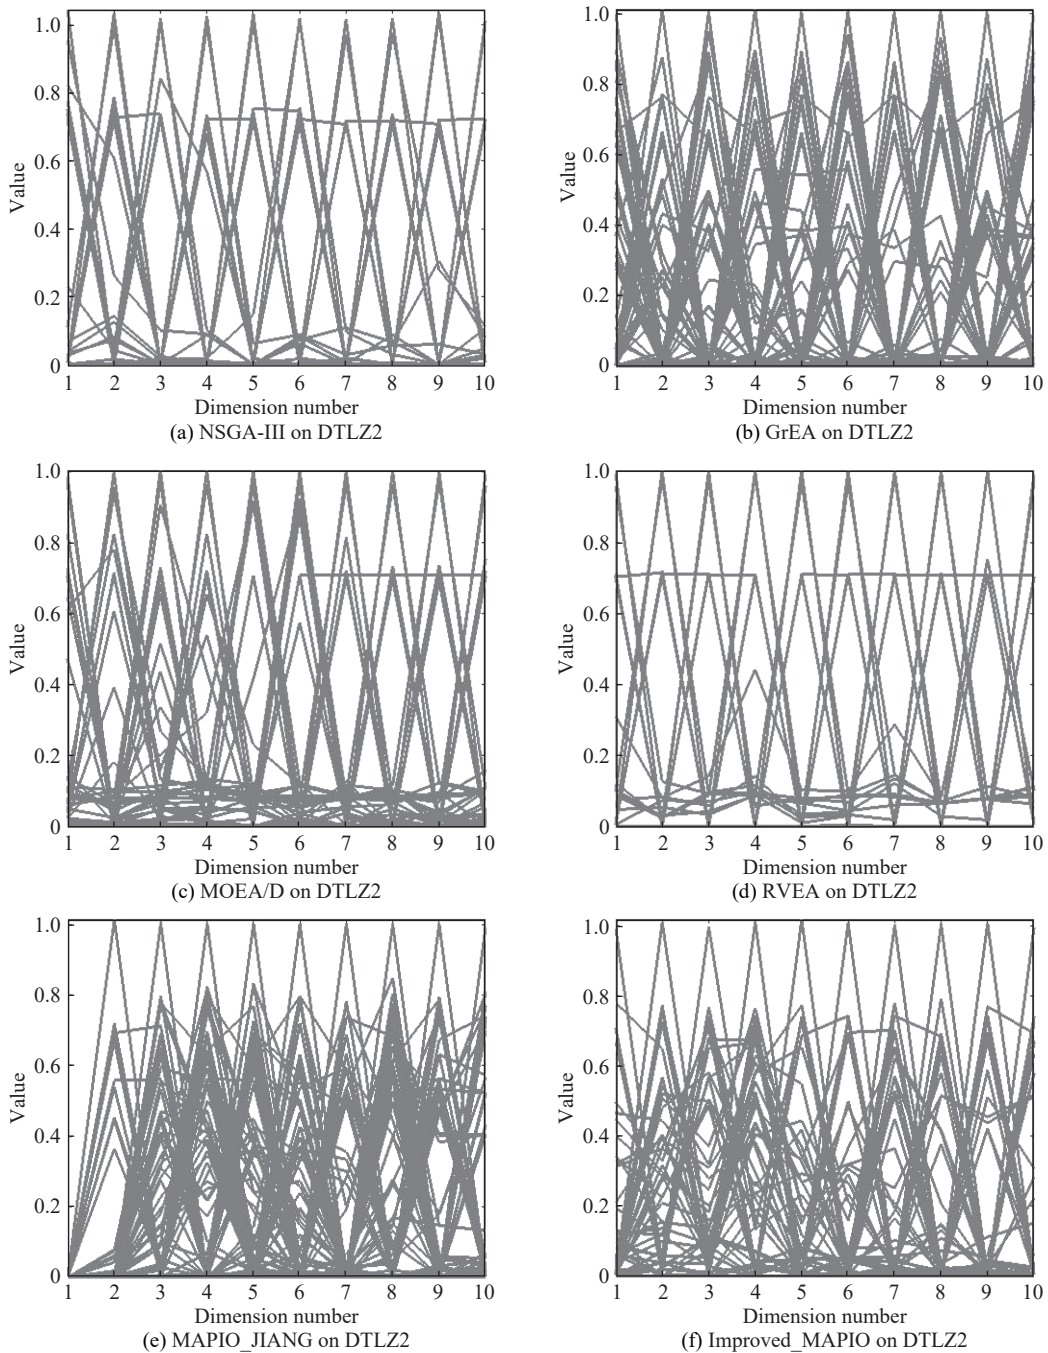 1.0
0.8
0.6
0.4
0.2
0
Value
1 2 3 4 5 6 7 8 9 10
Dimension number
(a) NSGA-III on DTLZ2
1.0
0.8
0.6
0.4
0.2
0
Value
1 2 3 4 5 6 7 8 9 10
Dimension number
(b) GrEA on DTLZ2
1.0
0.8
0.6
0.4
0.2
0
Value
1 2 3 4 5 6 7 8 9 10
Dimension number
(c) MOEA/D on DTLZ2
1.0
0.8
0.6
0.4
0.2
0
Value
1 2 3 4 5 6 7 8 9 10
Dimension number
(d) RVEA on DTLZ2
1.0
0.8
0.6
0.4
0.2
0
Value
1 2 3 4 5 6 7 8 9 10
Dimension number
(e) MAPIO_JIANG on DTLZ2
1.0
0.8
0.6
0.4
0.2
0
Value
1 2 3 4 5 6 7 8 9 10
Dimension number
(f) Improved_MAPIO on DTLZ2